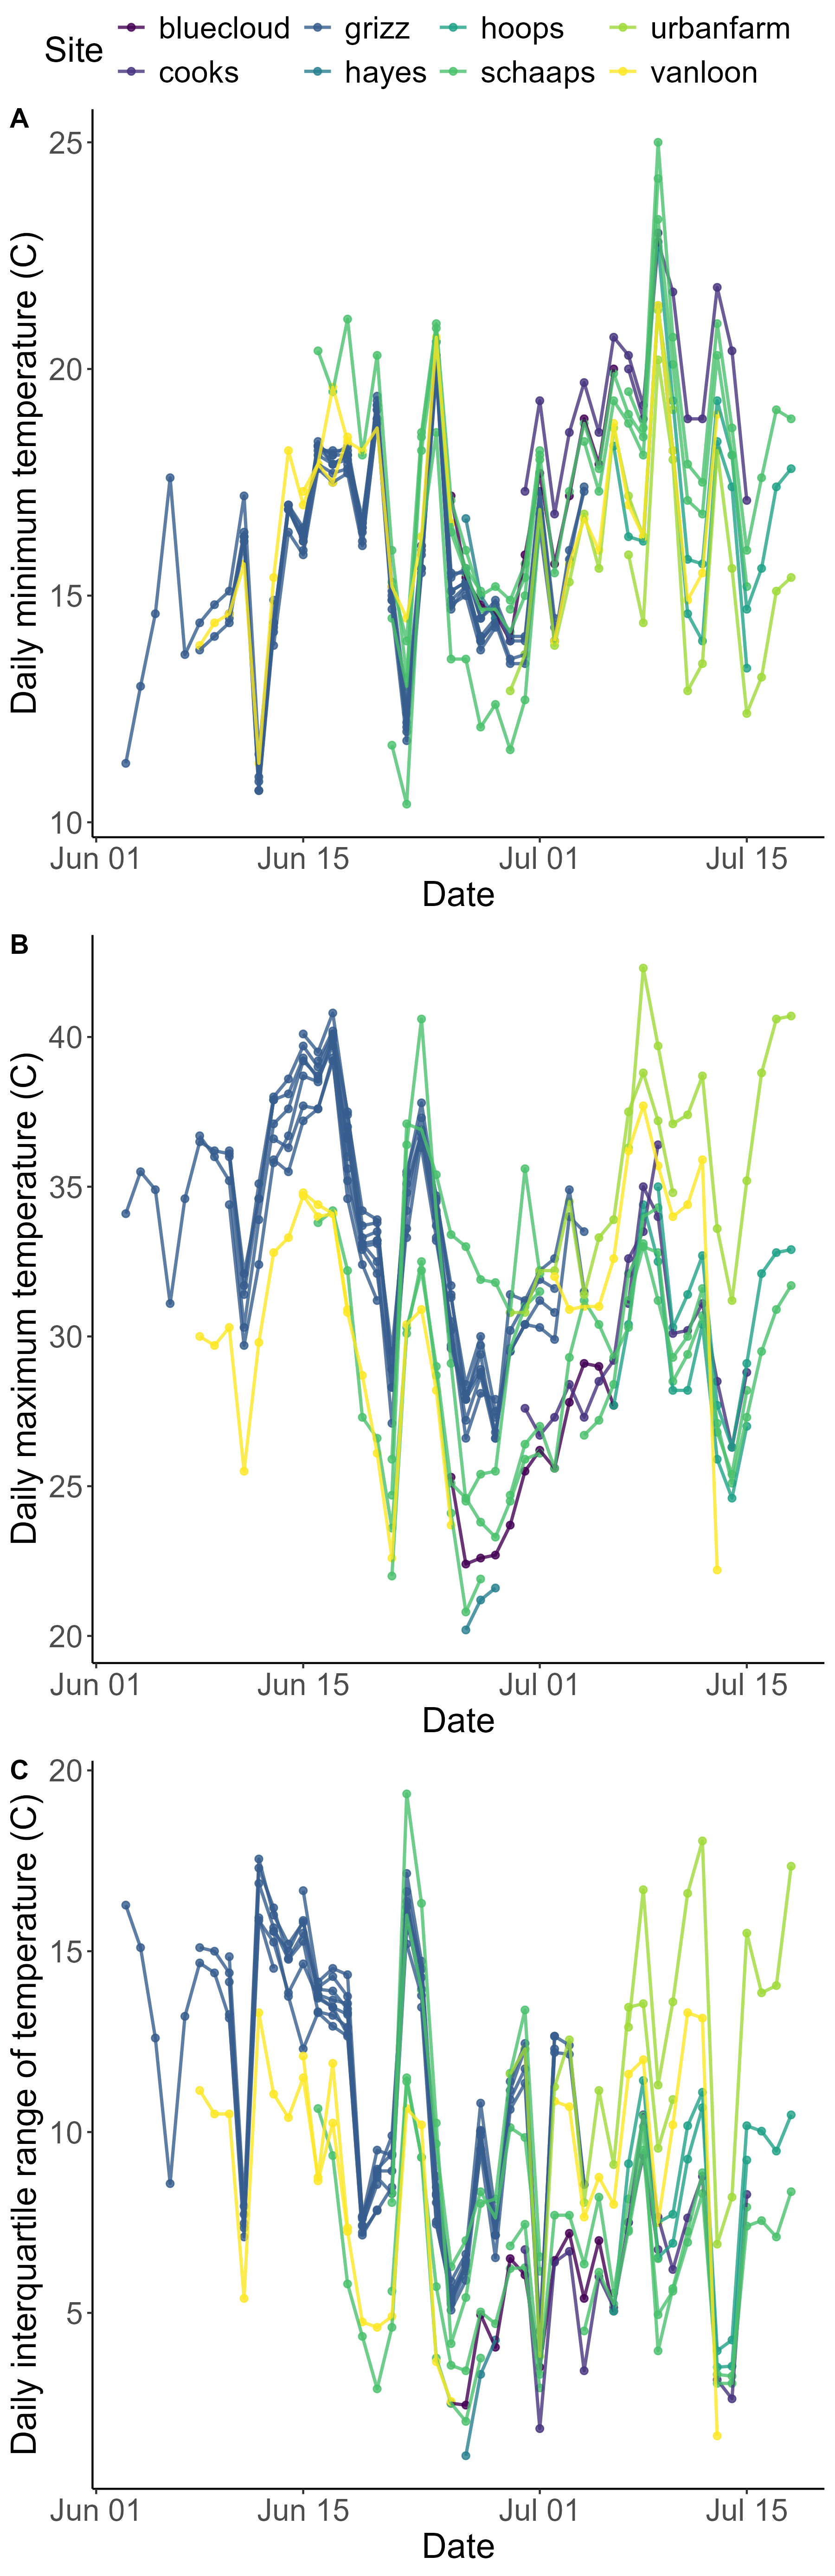 Site bluecloud grizz hoops urbanfarm
cooks hayes schaaps vanloon
A
Daily minimum temperature (C)
25
20
15
10
Jun 01 Jun 15 Jul 01 Jul 15
Date
B
Daily maximum temperature (C)
40
35
30
25
20
Jun 01 Jun 15 Jul 01 Jul 15
Date
C
Daily interquartile range of temperature (C)
20
15
10
5
Jun 01 Jun 15 Jul 01 Jul 15
Date